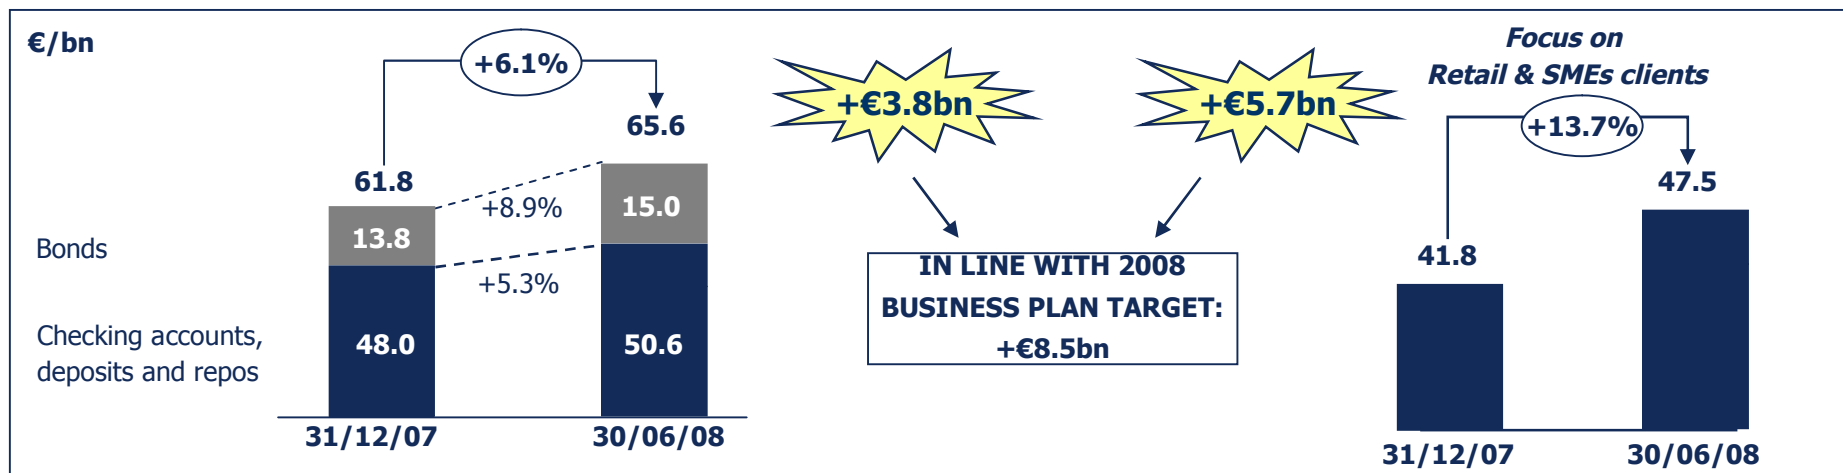 €/bn
+6.1%
65.6
61.8
+8.9%
15.0
13.8
Bonds
+5.3%
Checking accounts,
deposits and repos
48.0
50.6
31/12/07
30/06/08
+€3.8bn
+€5.7bn
IN LINE WITH 2008
BUSINESS PLAN TARGET:
+€8.5bn
Focus on
Retail & SMEs clients
+13.7%
47.5
41.8
31/12/07
30/06/08